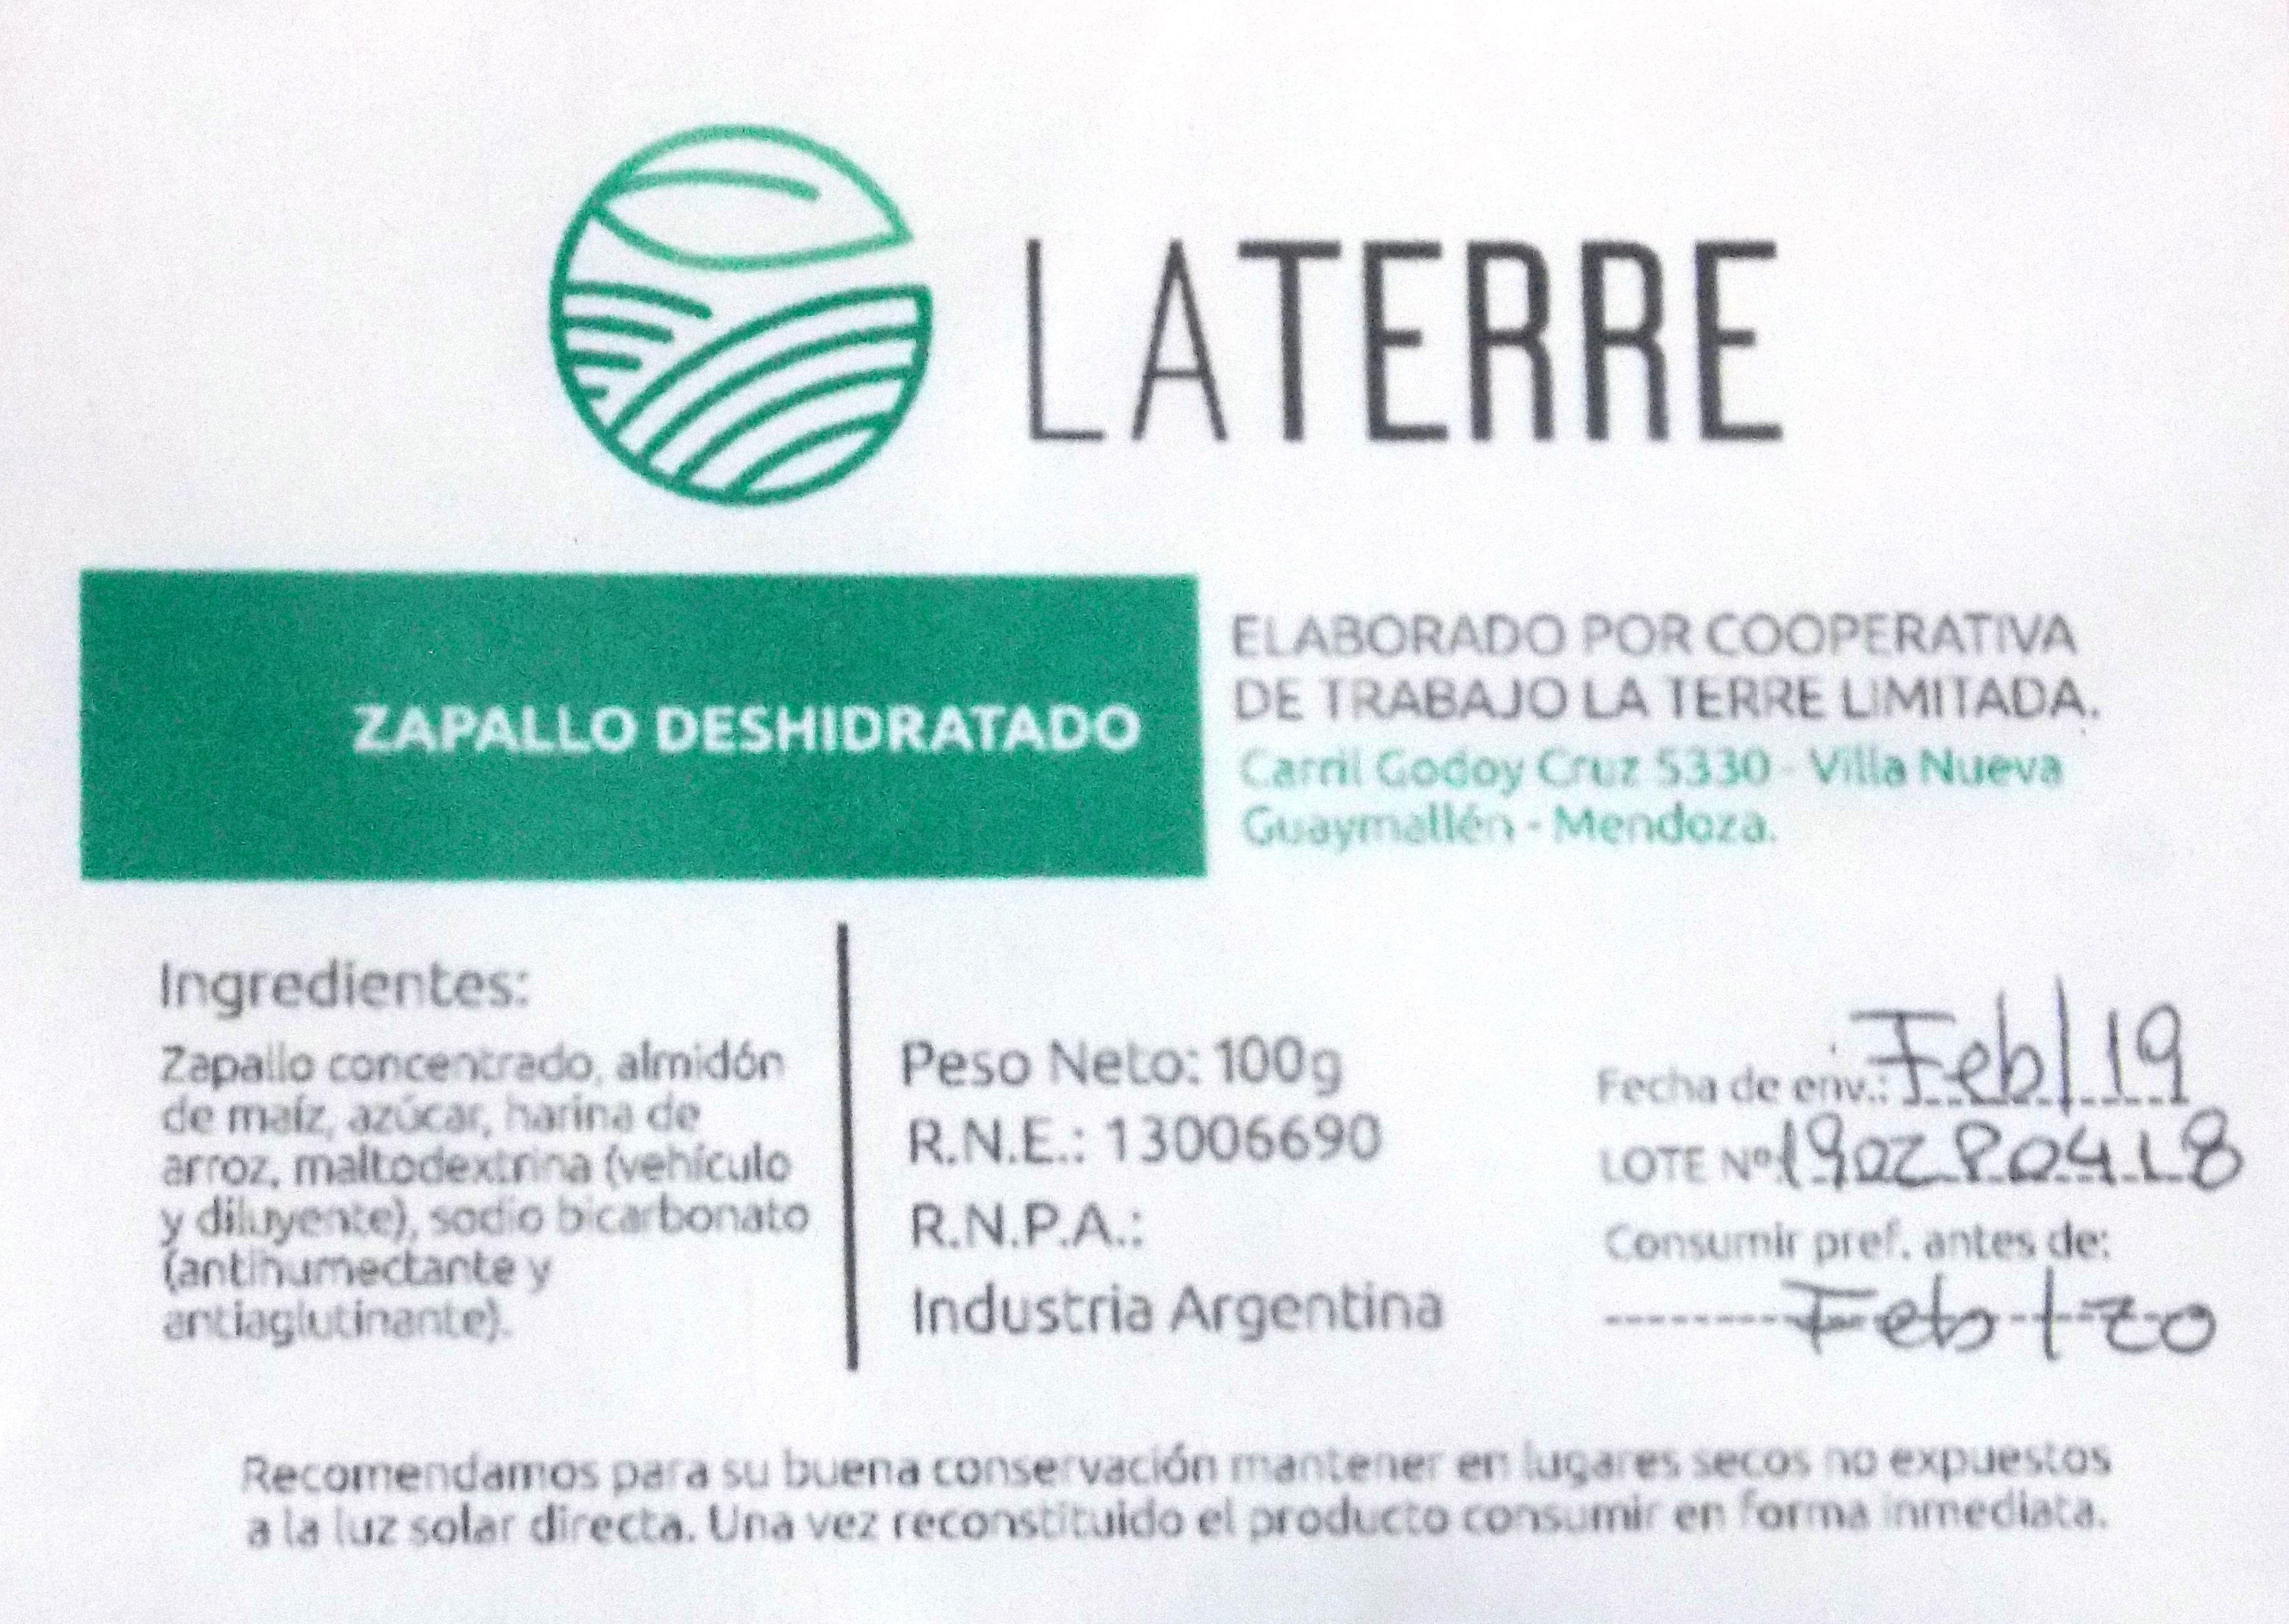 LATERRE
ZAPALLO DESHIDRATADO
ELABORADO POR COOPERATIVA
DE TRABAJO LA TERRE LIMITADA.
Carril Godoy Cruz 5330 - Villa Nueva
Guaymallén - Mendoza.
Ingredientes:
Zapallo concentrado, almidón
de maíz, azúcar, harina de
arroz, maltodextrina (vehículo
y diluyente), sodio bicarbonato
(antihumectante y
antiaglutinante).
Peso Neto: 100g
R.N.E.: 13006690
R.N.P.A.:
Industria Argentina
Fecha de env.: Feb/19
LOTE Nº:
Consumir pref. antes de:
Feb/20
Recomendamos para su buena conservación mantener en lugares secos no expuestos
a la luz solar directa. Una vez reconstituido el producto consumir en forma inmediata.